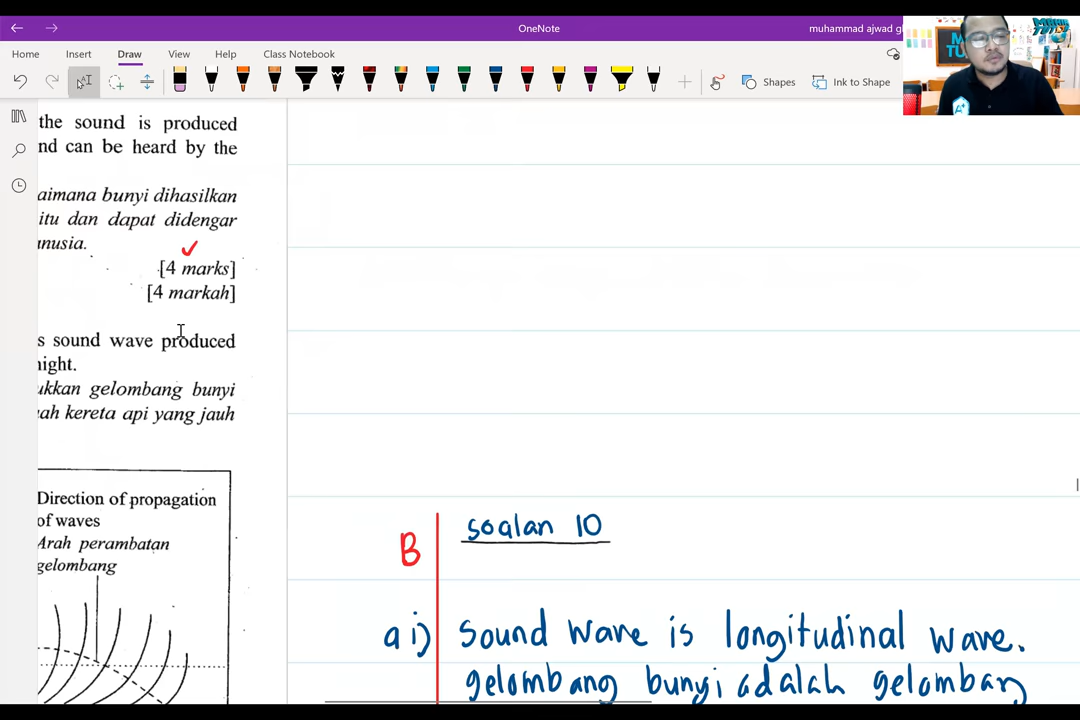 OneNote
muhammad ajwad
Home Insert Draw View Help Class Notebook
Shapes Ink to Shape
the sound is produced
nd can be heard by the
aimana bunyi dihasilkan
itu dan dapat didengar
anusia.
[4 marks]
[4 markah]
s sound wave produced
night.
ukkan gelombang bunyi
ah kereta api yang jauh
Direction of propagation
of waves
Arah perambatan
gelombang
B
soalan 10
a i) Sound wave is longitudinal wave.
gelombang bunyi adalah gelombang